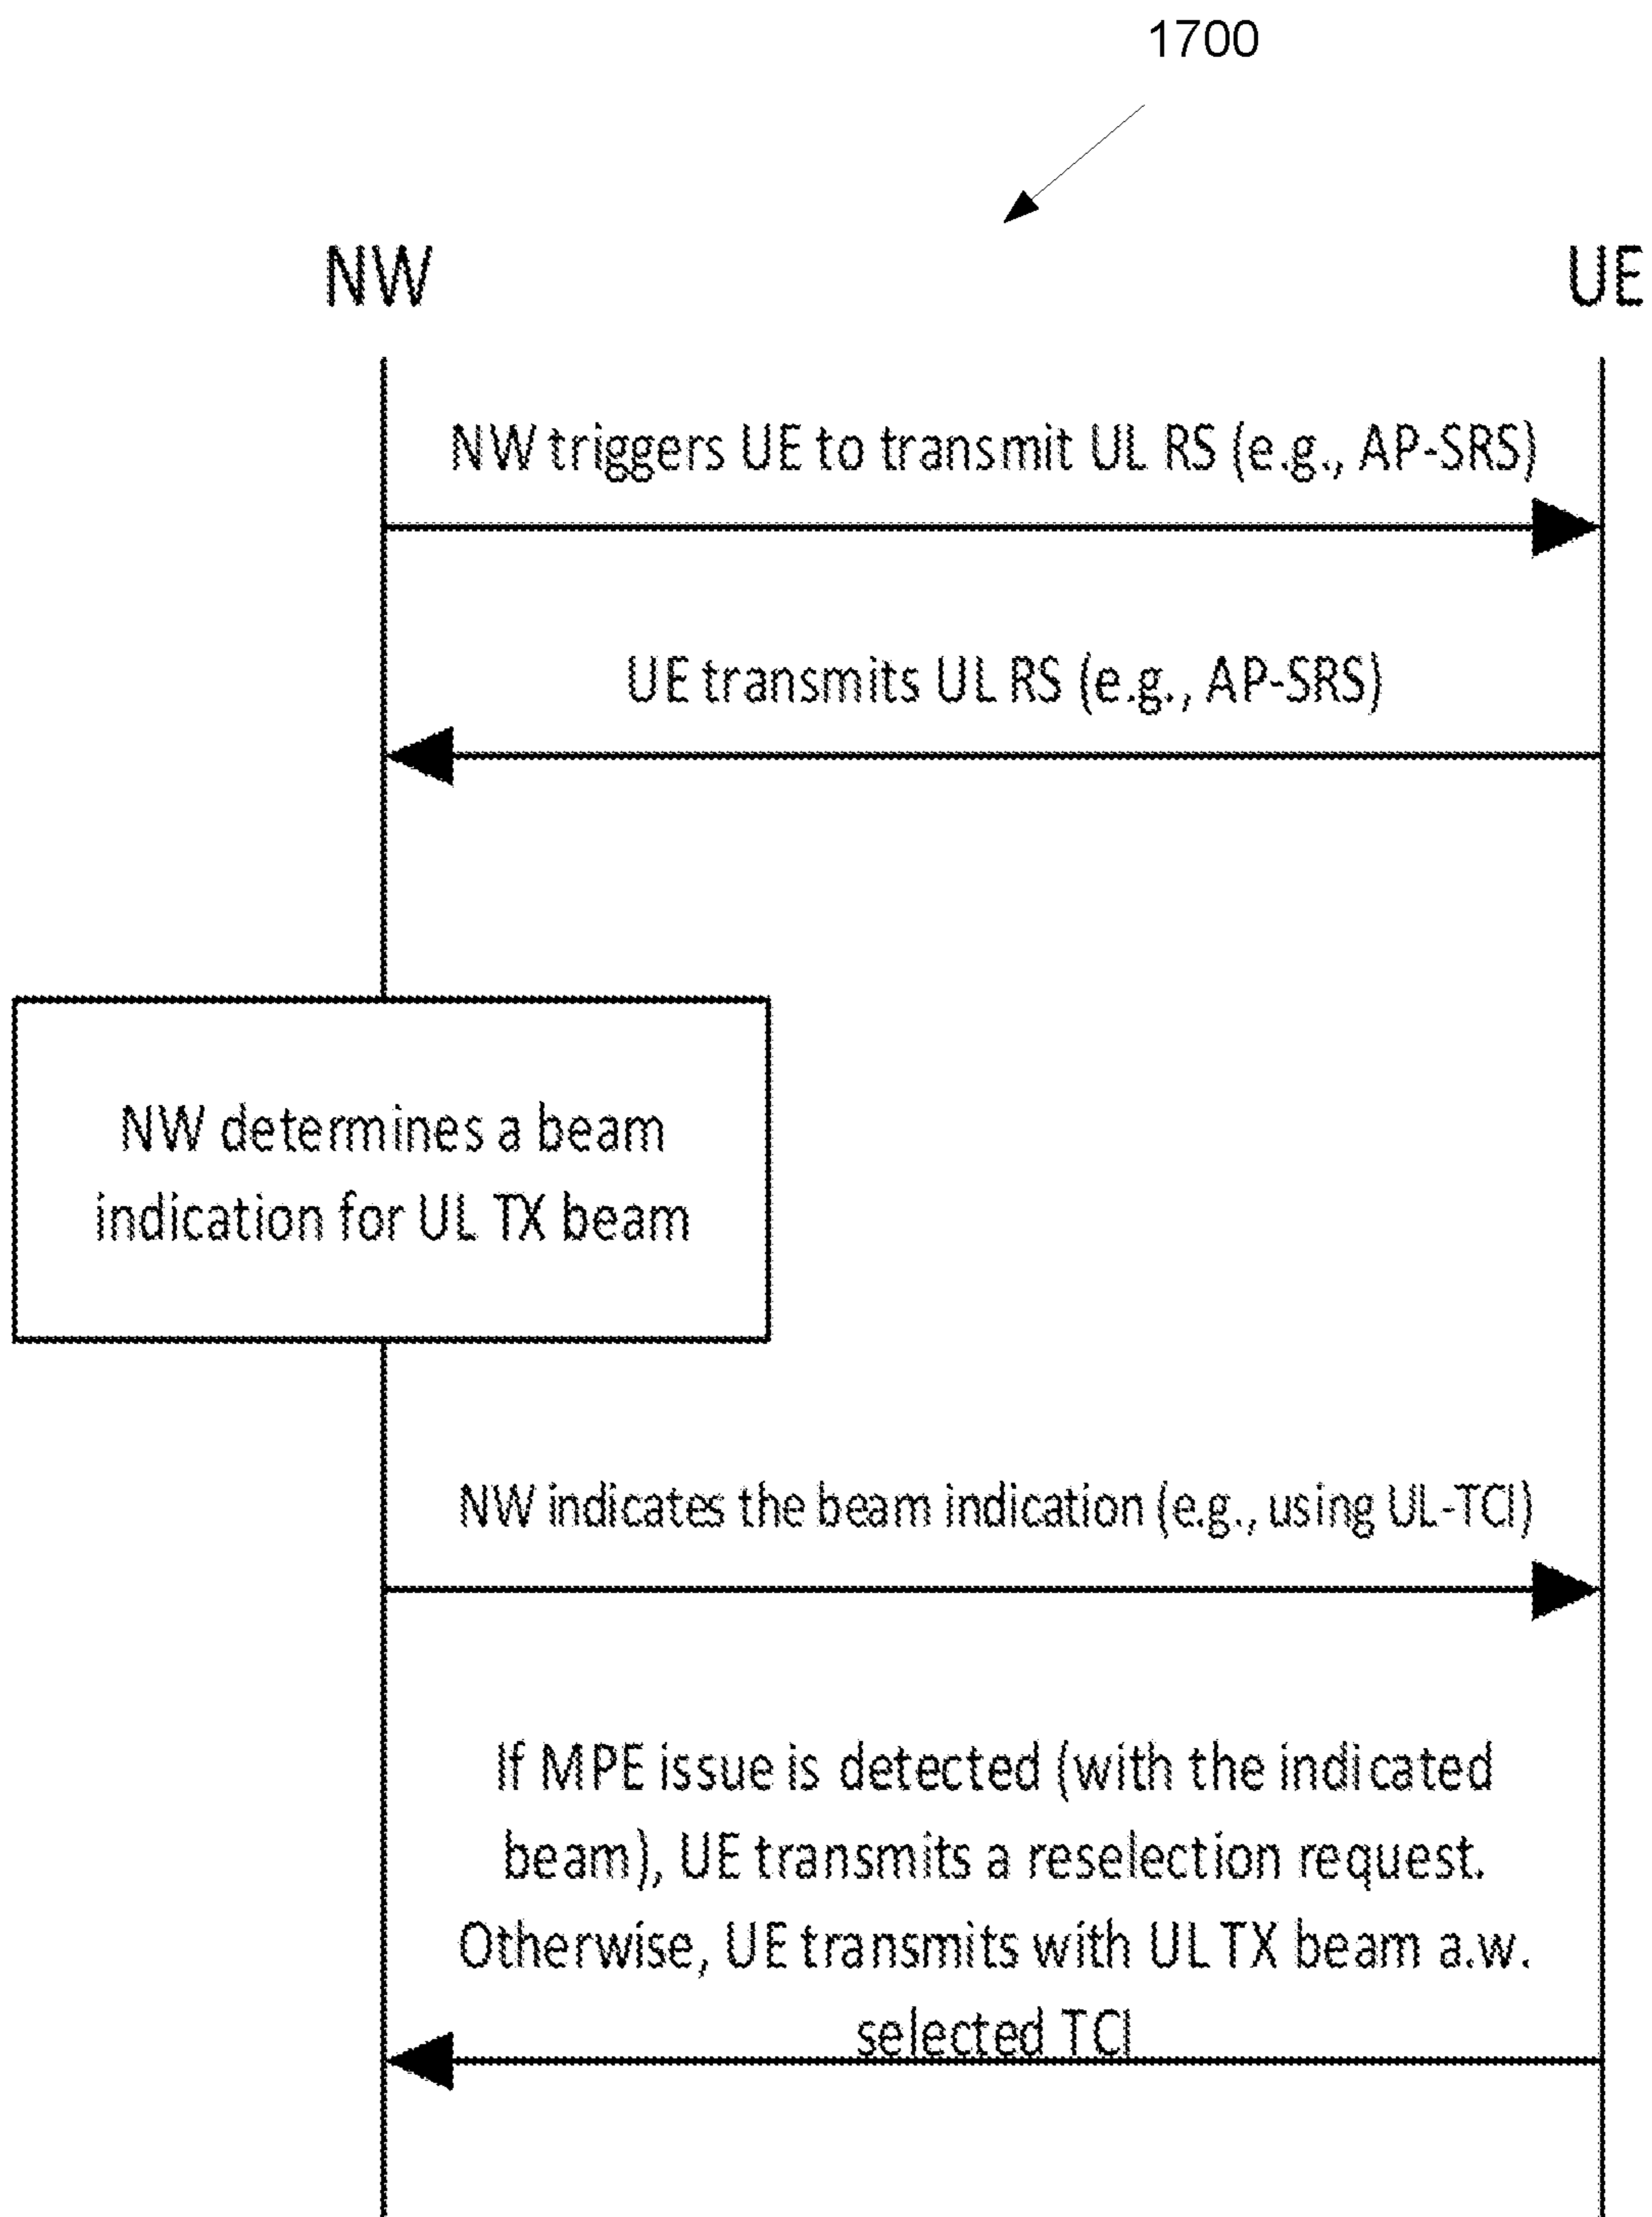 1700
NW
UE
NW triggers UE to transmit UL RS (e.g., AP-SRS)
UE transmits UL RS (e.g., AP-SRS)
NW determines a beam
indication for UL TX beam
NW indicates the beam indication (e.g., using UL-TCI)
If MPE issue is detected (with the indicated
beam), UE transmits a reselection request.
Otherwise, UE transmits with UL TX beam a.w.
selected TCI